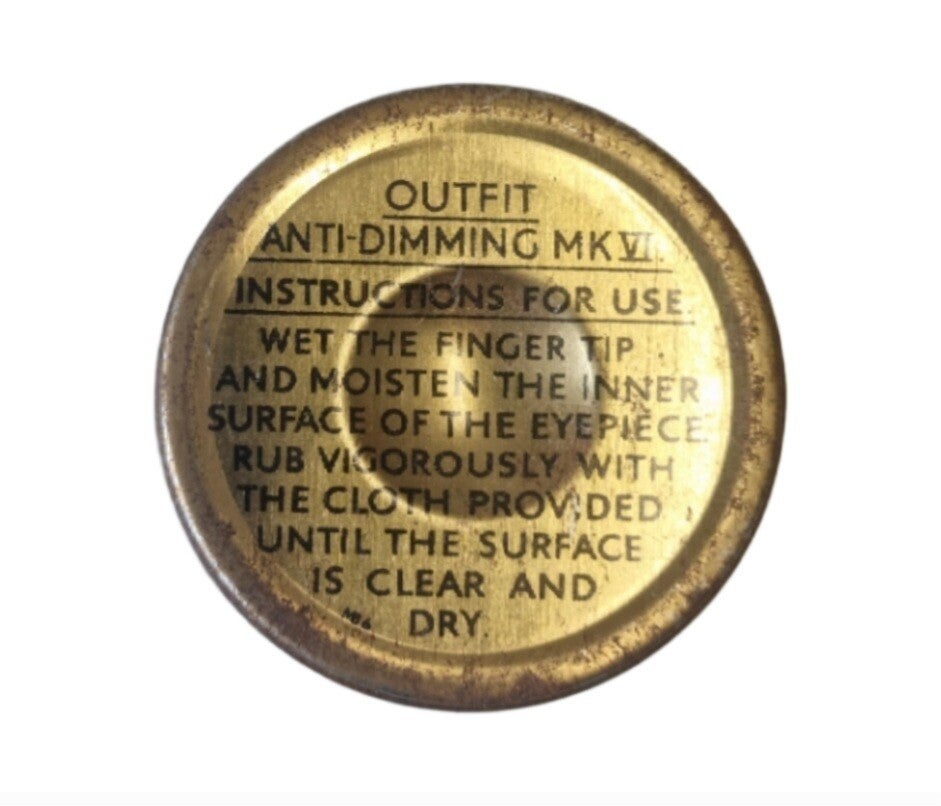 OUTFIT
ANTI-DIMMING MK VI.
INSTRUCTIONS FOR USE.
WET THE FINGER TIP
AND MOISTEN THE INNER
SURFACE OF THE EYEPIECE
RUB VIGOROUSLY WITH
THE CLOTH PROVIDED
UNTIL THE SURFACE
IS CLEAR AND
DRY.